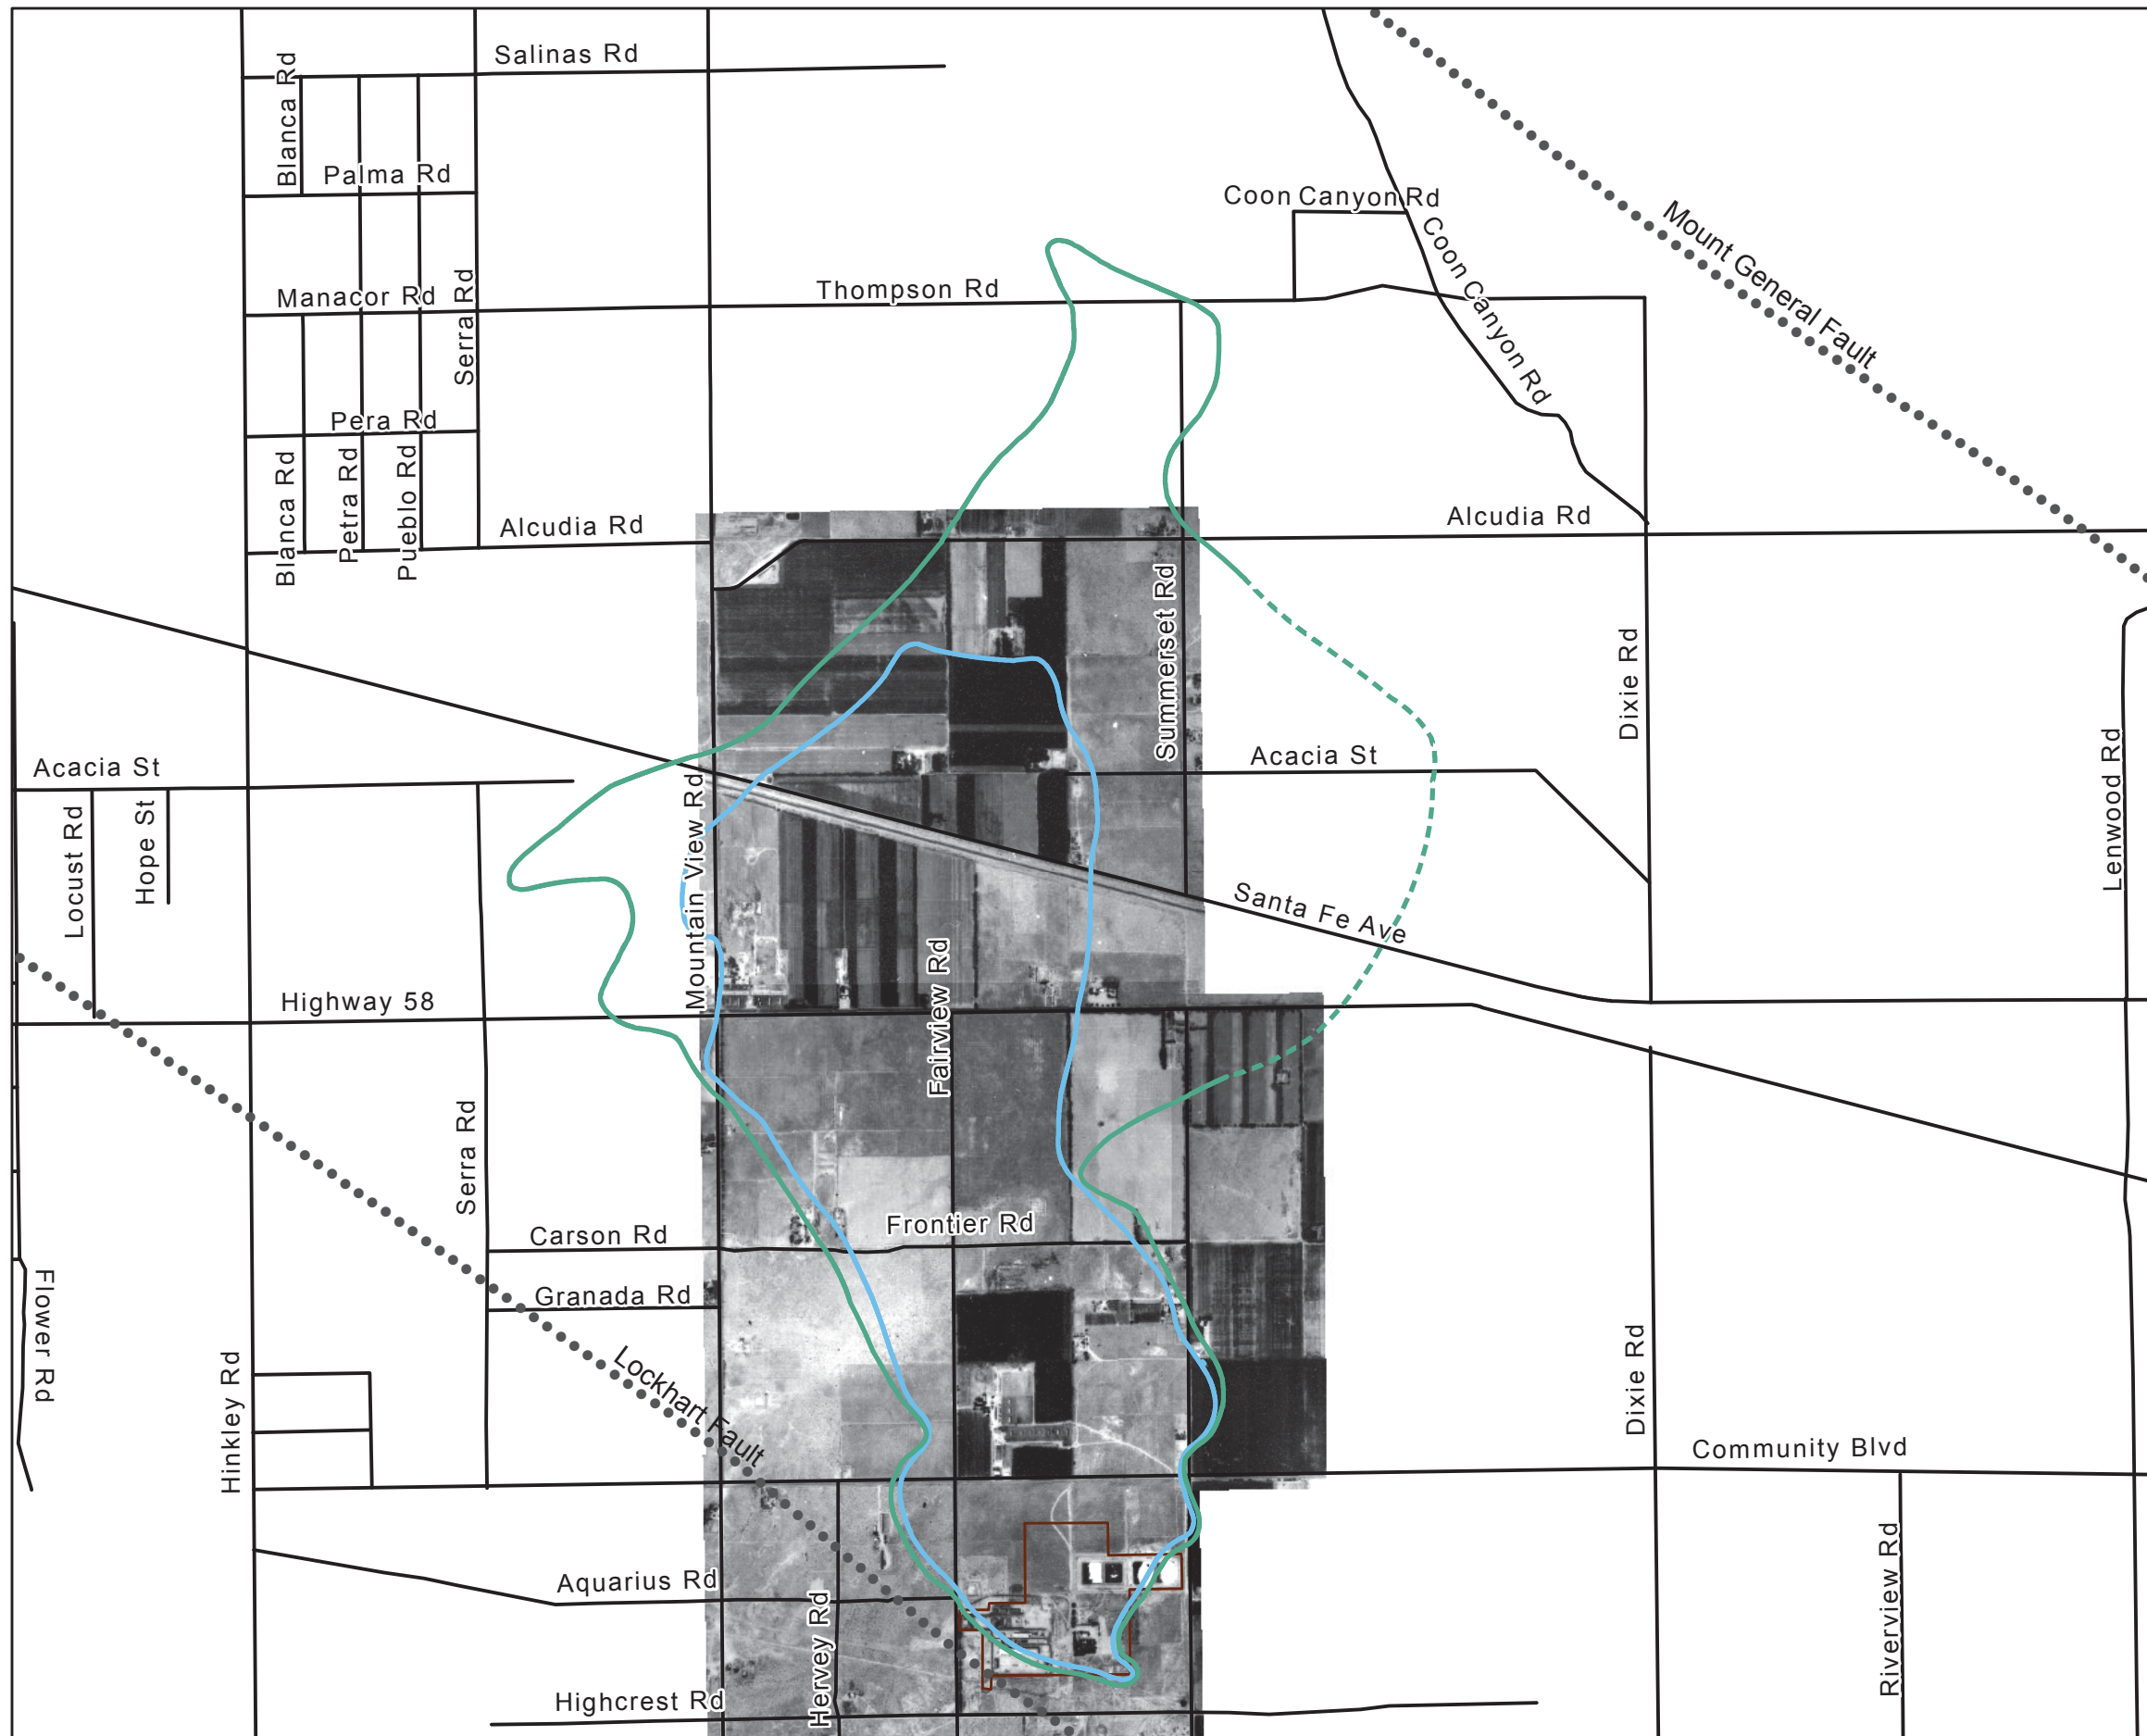 Salinas Rd
Blanca Rd
Palma Rd
Coon Canyon Rd
Coon Canyon Rd
Mount General Fault
Manacor Rd
Serra Rd
Thompson Rd
Pera Rd
Blanca Rd
Petra Rd
Pueblo Rd
Alcudia Rd
Alcudia Rd
Summerset Rd
Dixie Rd
Acacia St
Acacia St
Locust Rd
Hope St
Mountain View Rd
Lenwood Rd
Santa Fe Ave
Highway 58
Fairview Rd
Serra Rd
Carson Rd
Frontier Rd
Granada Rd
Flower Rd
Hinkley Rd
Lockhart Fault
Dixie Rd
Community Blvd
Aquarius Rd
Hervey Rd
Riverview Rd
Highcrest Rd